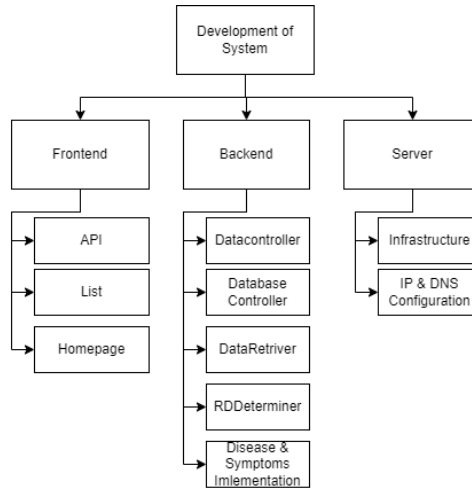 Development of
System
Frontend
Backend
Server
API
List
Homepage
Datacontroller
Database
Controller
DataRetriver
RDDeterminer
Disease &
Symptoms
Imlementation
Infrastructure
IP & DNS
Configuration